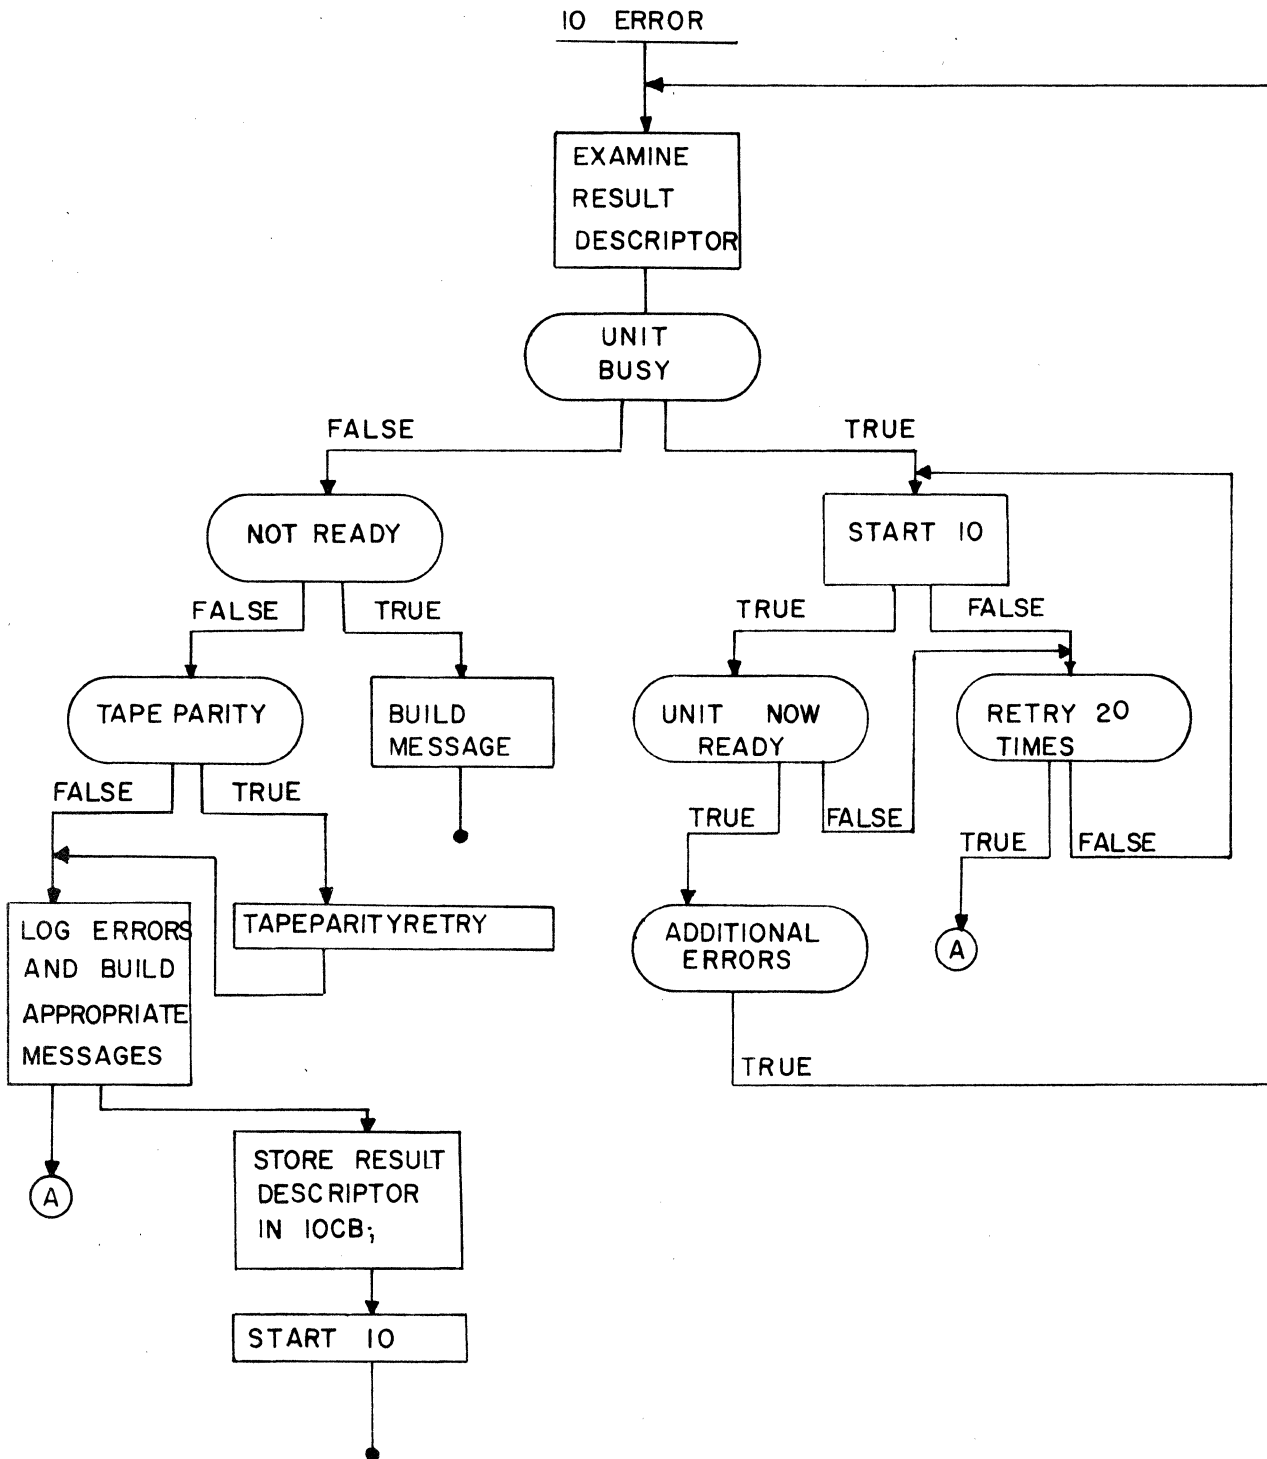 IO ERROR
EXAMINE
RESULT
DESCRIPTOR
UNIT
BUSY
FALSE
TRUE
NOT READY
START IO
FALSE
TRUE
TRUE
FALSE
TAPE PARITY
BUILD
MESSAGE
UNIT NOW
READY
RETRY 20
TIMES
FALSE
TRUE
TRUE
FALSE
TRUE
FALSE
LOG ERRORS
AND BUILD
APPROPRIATE
MESSAGES
TAPEPARITYRETRY
ADDITIONAL
ERRORS
A
TRUE
A
STORE RESULT
DESCRIPTOR
IN IOCB;
START IO